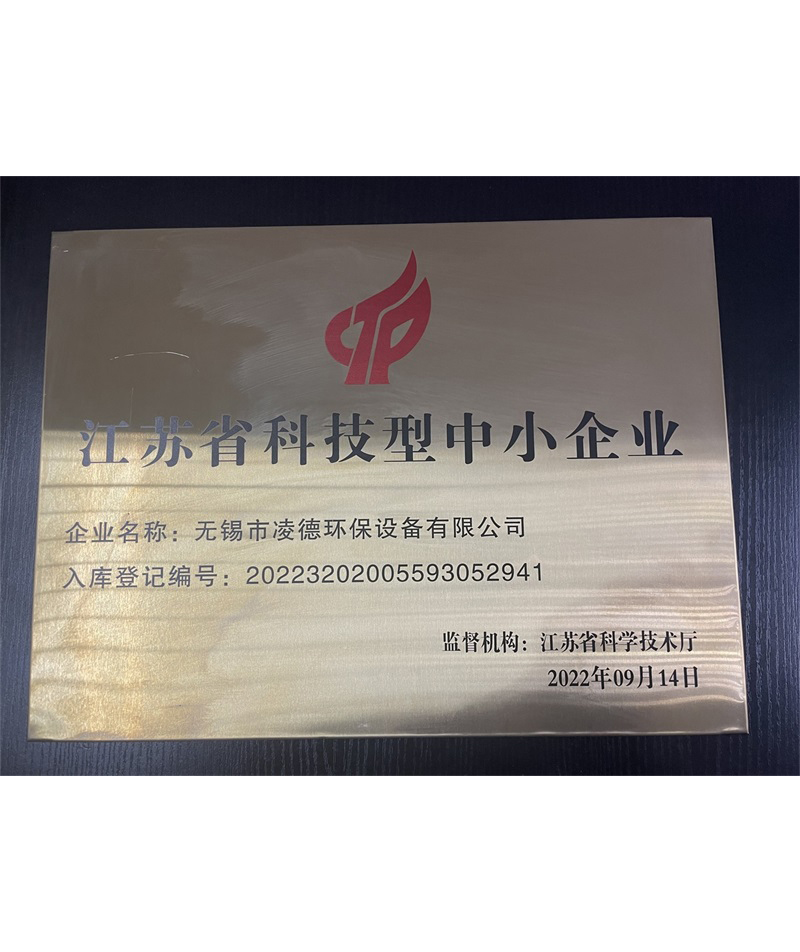 江苏省科技型中小企业
企业名称：无锡市凌德环保设备有限公司
入库登记编号：20223202005593052941
监督机构：江苏省科学技术厅
2022年09月14日